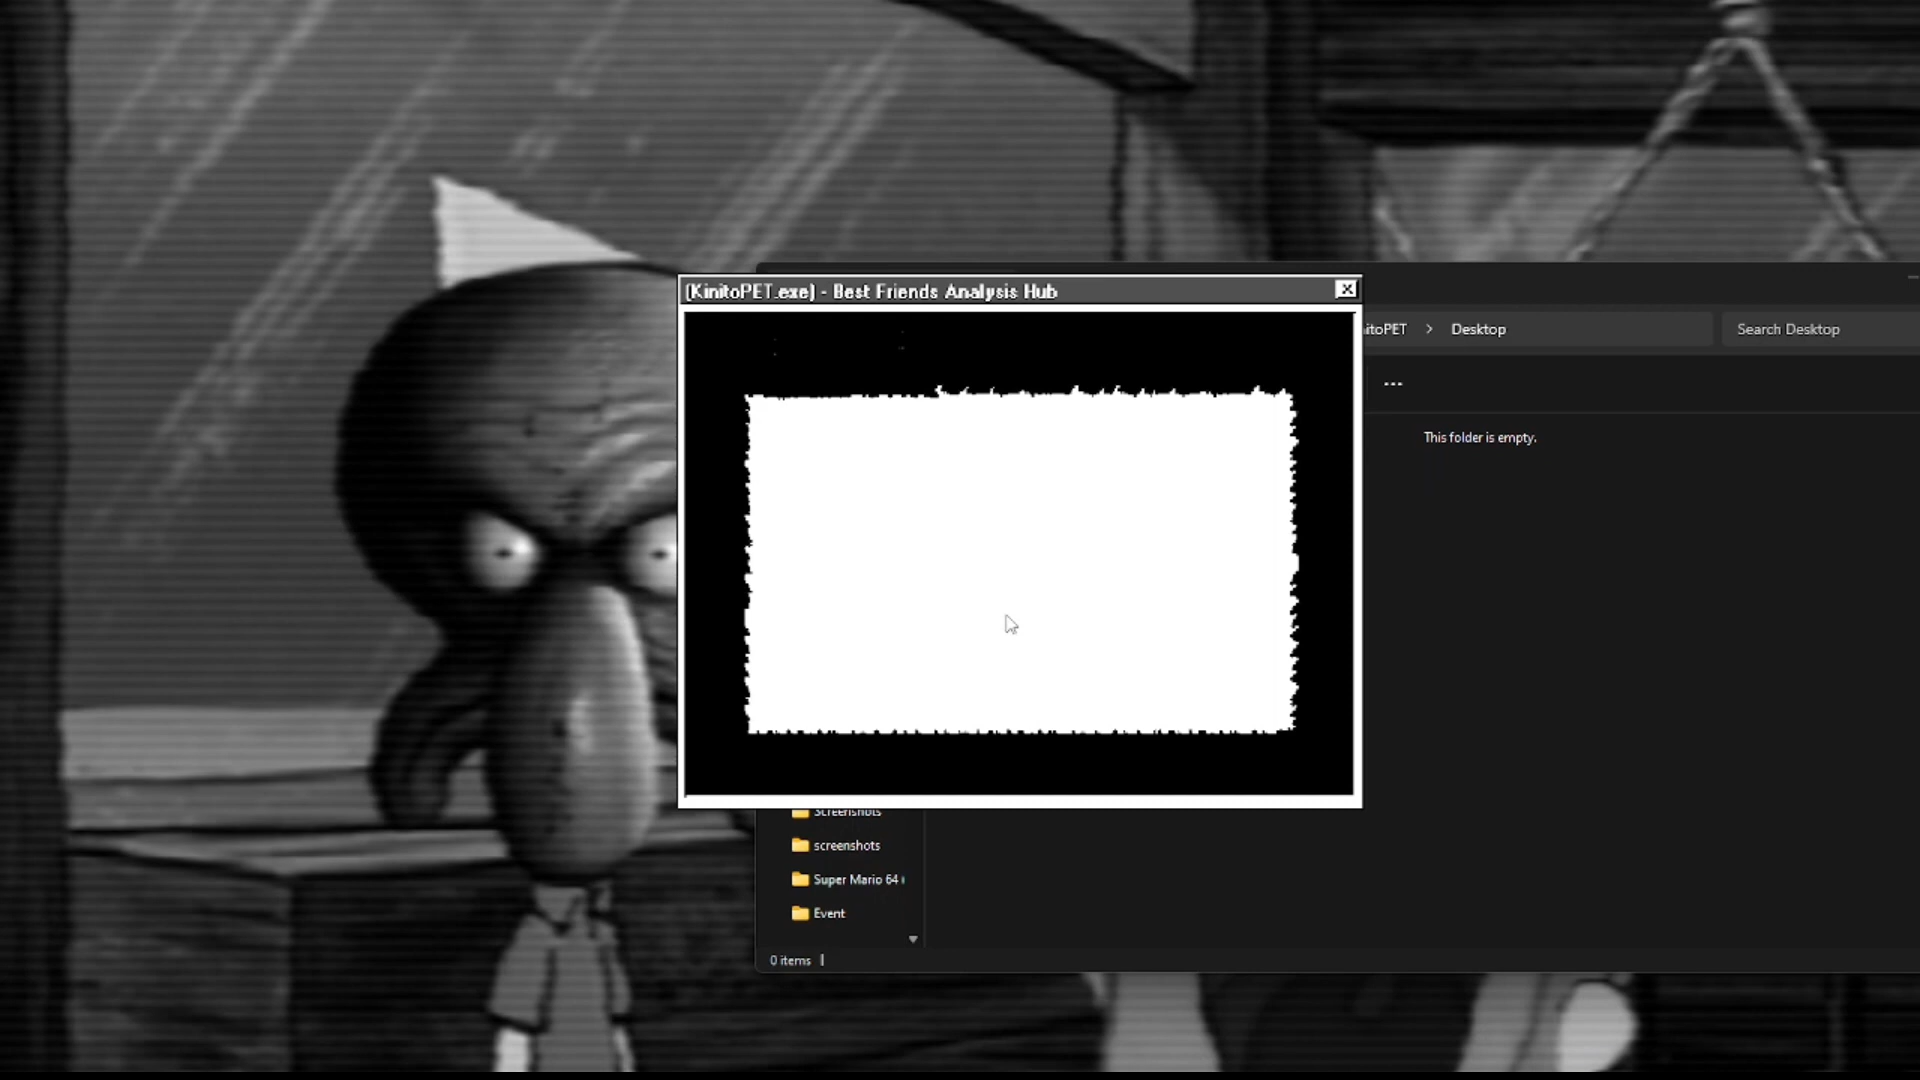 (KinitoPET.exe) - Best Friends Analysis Hub
Desktop
Search Desktop
This folder is empty.
Screenshots
screenshots
Super Mario 64
Event
0 items